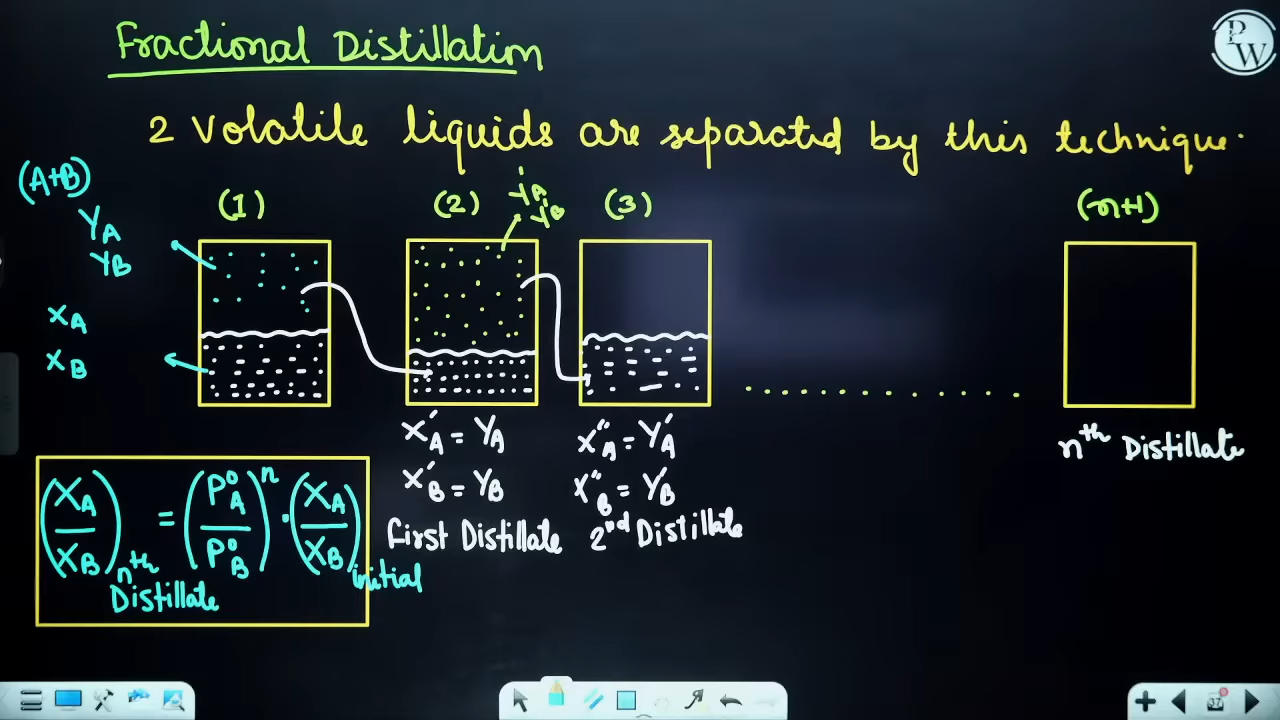 Fractional Distillation
PW
2 Volatile liquids are separated by this technique.
(A+B)
(1)
(2)
(3)
(n+1)
YA
YB
Y'A
Y'B
XA
XB
X'A = YA
X'B = YB
First Distillate
X"A = Y'A
X"B = Y'B
2nd Distillate
nth Distillate
(XA/XB) nth Distillate = (P°A/P°B)^n · (XA/XB) initial
37